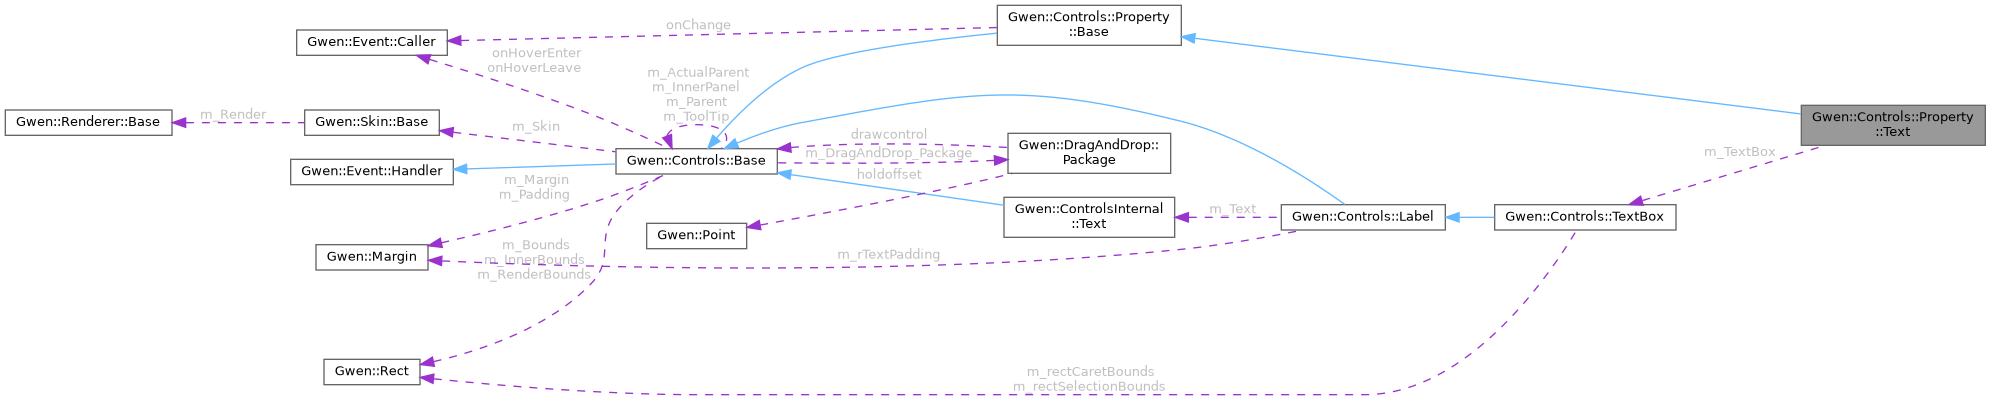 Gwen::Controls::Property
::Base
onChange
Gwen::Event::Caller
onHoverEnter
onHoverLeave
m_ActualParent
m_InnerPanel
m_Parent
m_ToolTip
Gwen::Renderer::Base
m_Render
Gwen::Skin::Base
m_Skin
Gwen::Controls::Property
::Text
drawcontrol
Gwen::DragAndDrop::
Package
m_DragAndDrop_Package
Gwen::Controls::Base
m_TextBox
Gwen::Event::Handler
holdoffset
m_Margin
m_Padding
Gwen::ControlsInternal
::Text
m_Text
Gwen::Controls::Label
Gwen::Controls::TextBox
Gwen::Point
m_Bounds
m_InnerBounds
m_RenderBounds
Gwen::Margin
m_rTextPadding
Gwen::Rect
m_rectCaretBounds
m_rectSelectionBounds